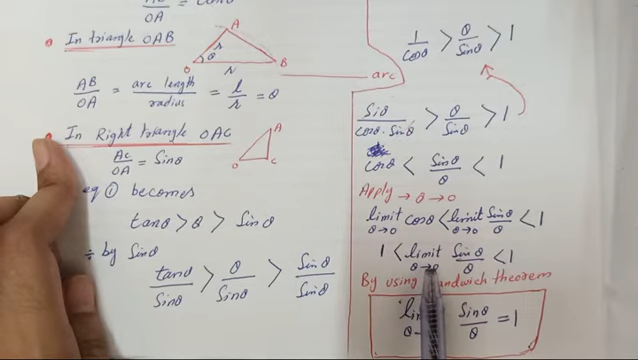 AC/OA = Cosθ
• In triangle OAB
A
r
θ
O
r
B
arc
AB/OA = arc length/radius = l/r = θ
• In Right triangle OAC
A
O
C
AC/OA = Sinθ
eq ① becomes
tanθ > θ > Sinθ
÷ by Sinθ
tanθ/Sinθ > θ/Sinθ > Sinθ/Sinθ
1/Cosθ > θ/Sinθ > 1
Siθ/Cosθ·Sinθ > θ/Sinθ > 1
Cosθ < Sinθ/θ < 1
Apply → θ→0
limit θ→0 Cosθ < limit θ→0 Sinθ/θ < 1
1 < limit Sinθ/θ < 1
By using Sandwich theorem
Sinθ/θ = 1